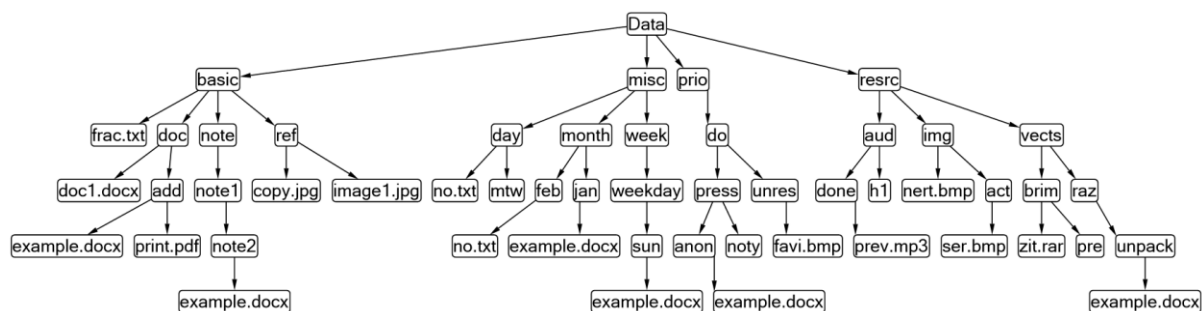 Data
basic misc prio resrc
frac.txt doc note ref day month week do aud img vects
doc1.docx add note1 copy.jpg image1.jpg no.txt mtw feb jan weekday press unres done h1 nert.bmp act brim raz
example.docx print.pdf note2 no.txt example.docx sun anon noty favi.bmp prev.mp3 ser.bmp zit.rar pre unpack
example.docx example.docx example.docx example.docx